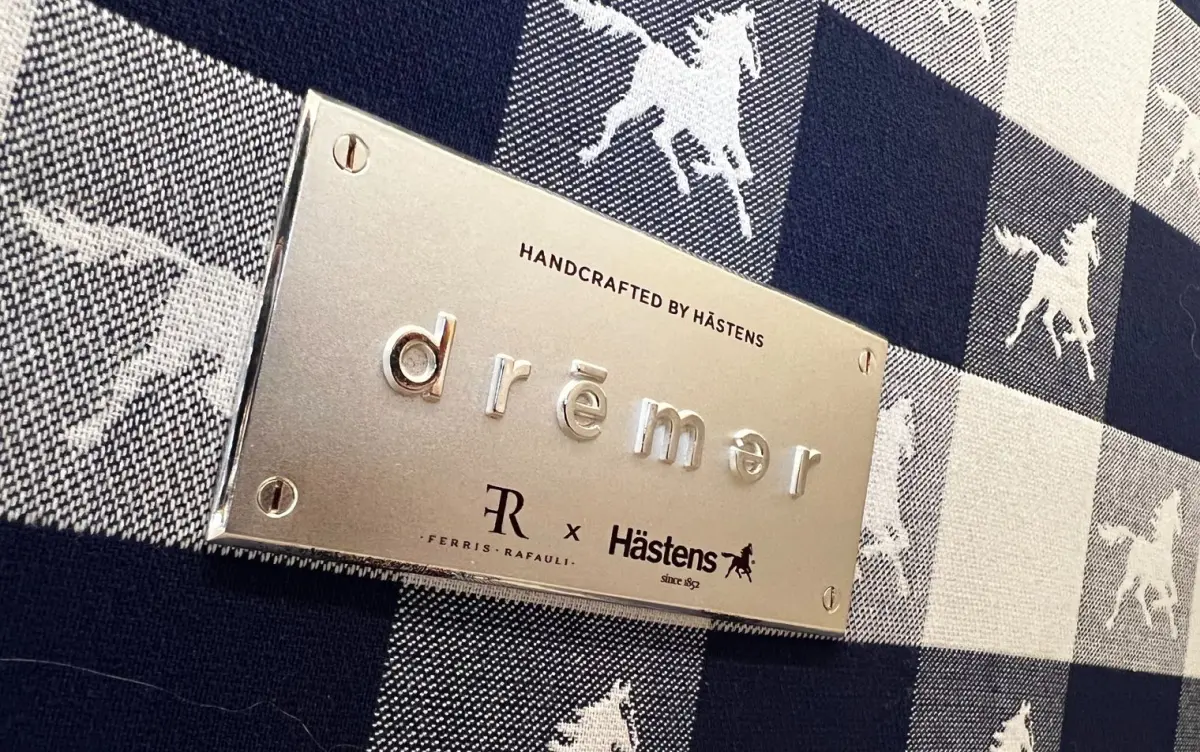 HANDCRAFTED BY HÄSTENS
drēmər
FR x Hästens
·FERRIS·RAFAULI·
since 1852